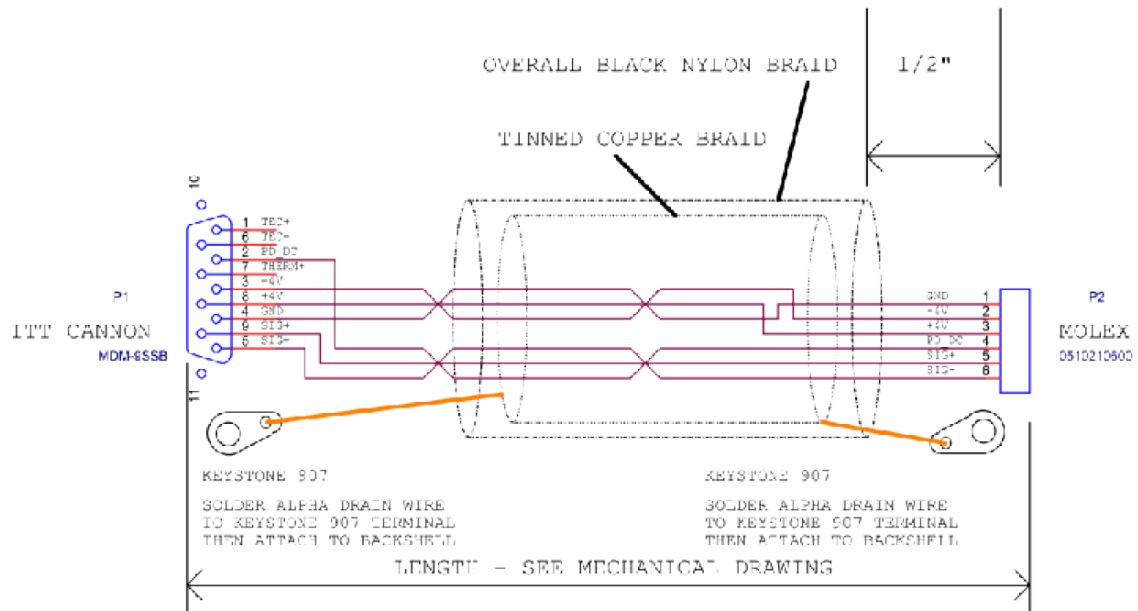 OVERALL BLACK NYLON BRAID
1/2"
TINNED COPPER BRAID
10
1 TEC+
6 TEC-
2 PD_DC
7 THERM+
3 -4V
8 +4V
4 GND
9 SIG+
5 SIG-
11
P1
ITT CANNON
MDM-9SSB
GND 1
-4V 2
+4V 3
PD_DC 4
SIG+ 5
SIG- 6
P2
MOLEX
0510210600
KEYSTONE 907
SOLDER ALPHA DRAIN WIRE
TO KEYSTONE 907 TERMINAL
THEN ATTACH TO BACKSHELL
KEYSTONE 907
SOLDER ALPHA DRAIN WIRE
TO KEYSTONE 907 TERMINAL
THEN ATTACH TO BACKSHELL
LENGTH - SEE MECHANICAL DRAWING